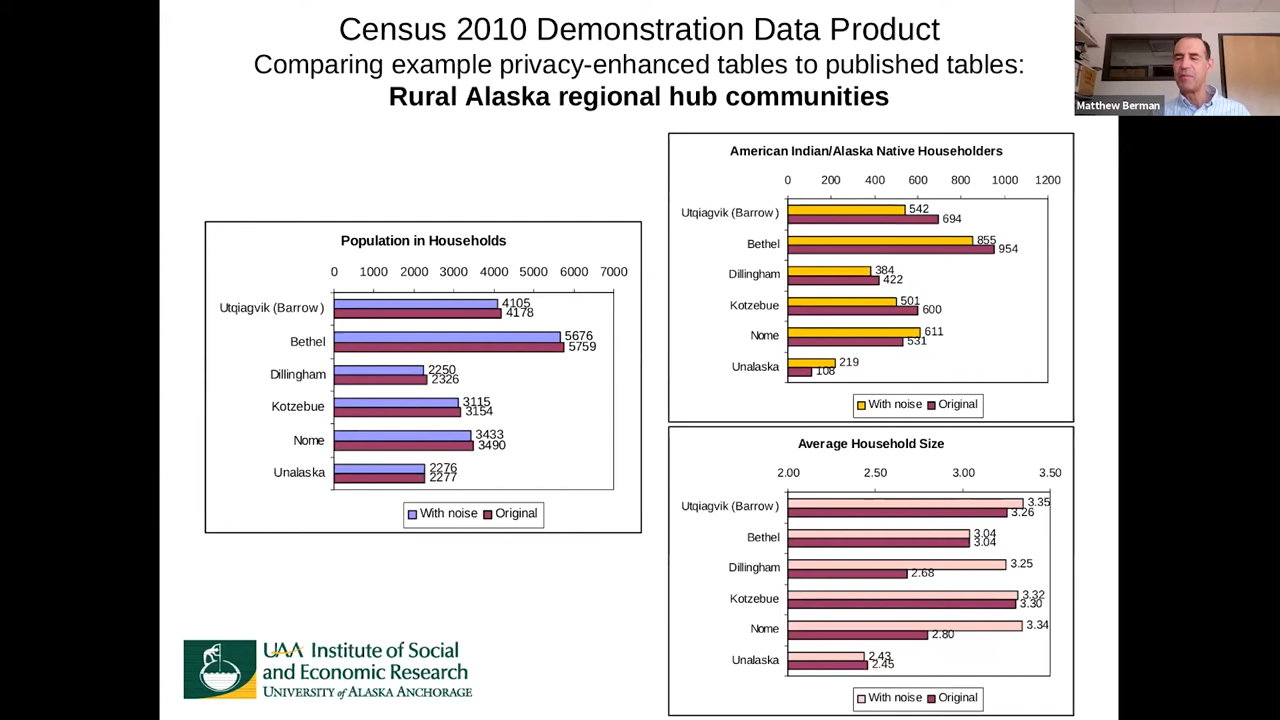 Census 2010 Demonstration Data Product
Comparing example privacy-enhanced tables to published tables:
Rural Alaska regional hub communities
Matthew Berman
Population in Households
0 1000 2000 3000 4000 5000 6000 7000
Utqiagvik (Barrow) 4105
4178
Bethel 5676
5759
Dillingham 2250
2326
Kotzebue 3115
3154
Nome 3433
3490
Unalaska 2276
2277
With noise Original
American Indian/Alaska Native Householders
0 200 400 600 800 1000 1200
Utqiagvik (Barrow) 542
694
Bethel 855
954
Dillingham 384
422
Kotzebue 501
600
Nome 611
531
Unalaska 219
108
With noise Original
Average Household Size
2.00 2.50 3.00 3.50
Utqiagvik (Barrow) 3.35
3.26
Bethel 3.04
3.04
Dillingham 3.25
2.68
Kotzebue 3.32
3.30
Nome 3.34
2.80
Unalaska 2.43
2.45
With noise Original
UAA Institute of Social
and Economic Research
UNIVERSITY of ALASKA ANCHORAGE